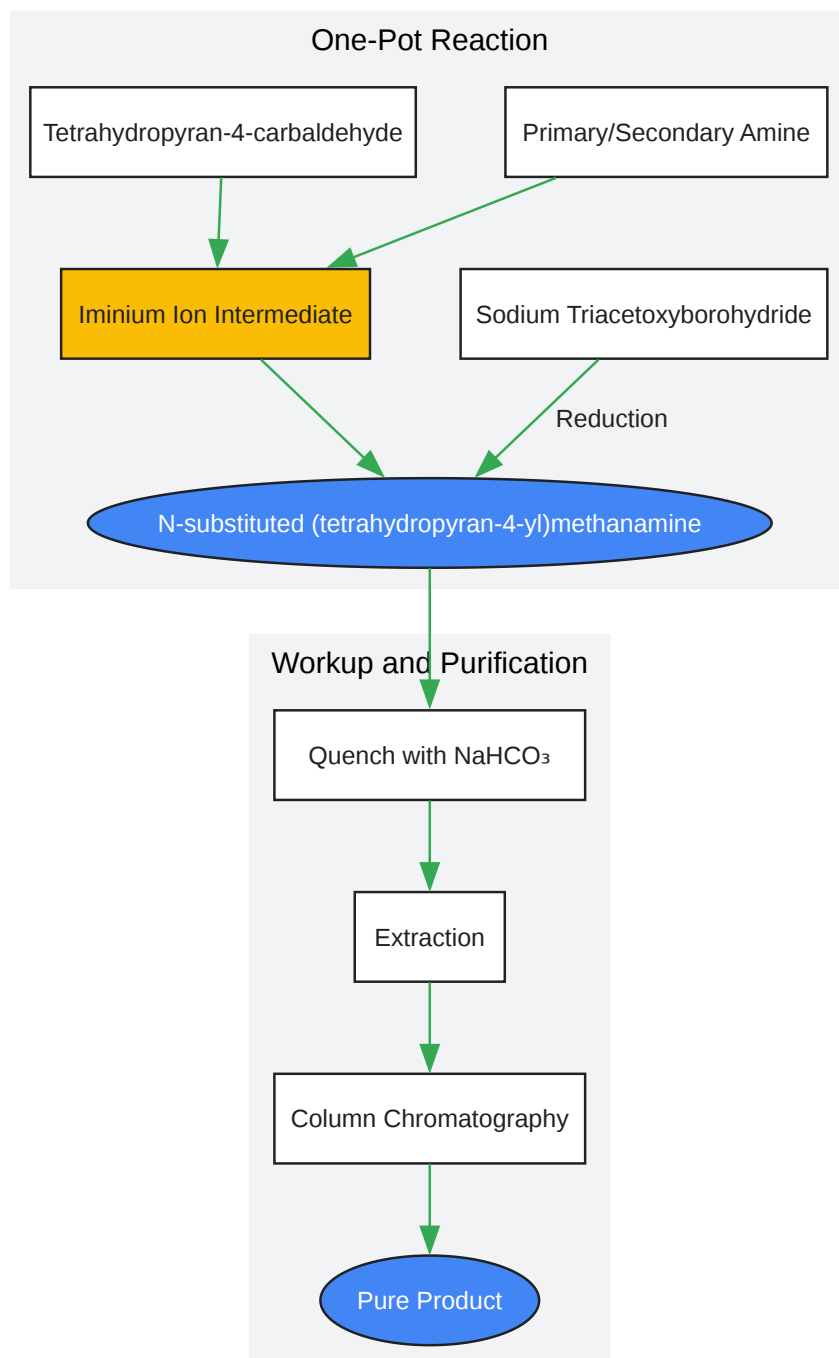 One-Pot Reaction
Tetrahydropyran-4-carbaldehyde
Primary/Secondary Amine
Iminium Ion Intermediate
Sodium Triacetoxyborohydride
Reduction
N-substituted (tetrahydropyran-4-yl)methanamine
Workup and Purification
Quench with NaHCO₃
Extraction
Column Chromatography
Pure Product